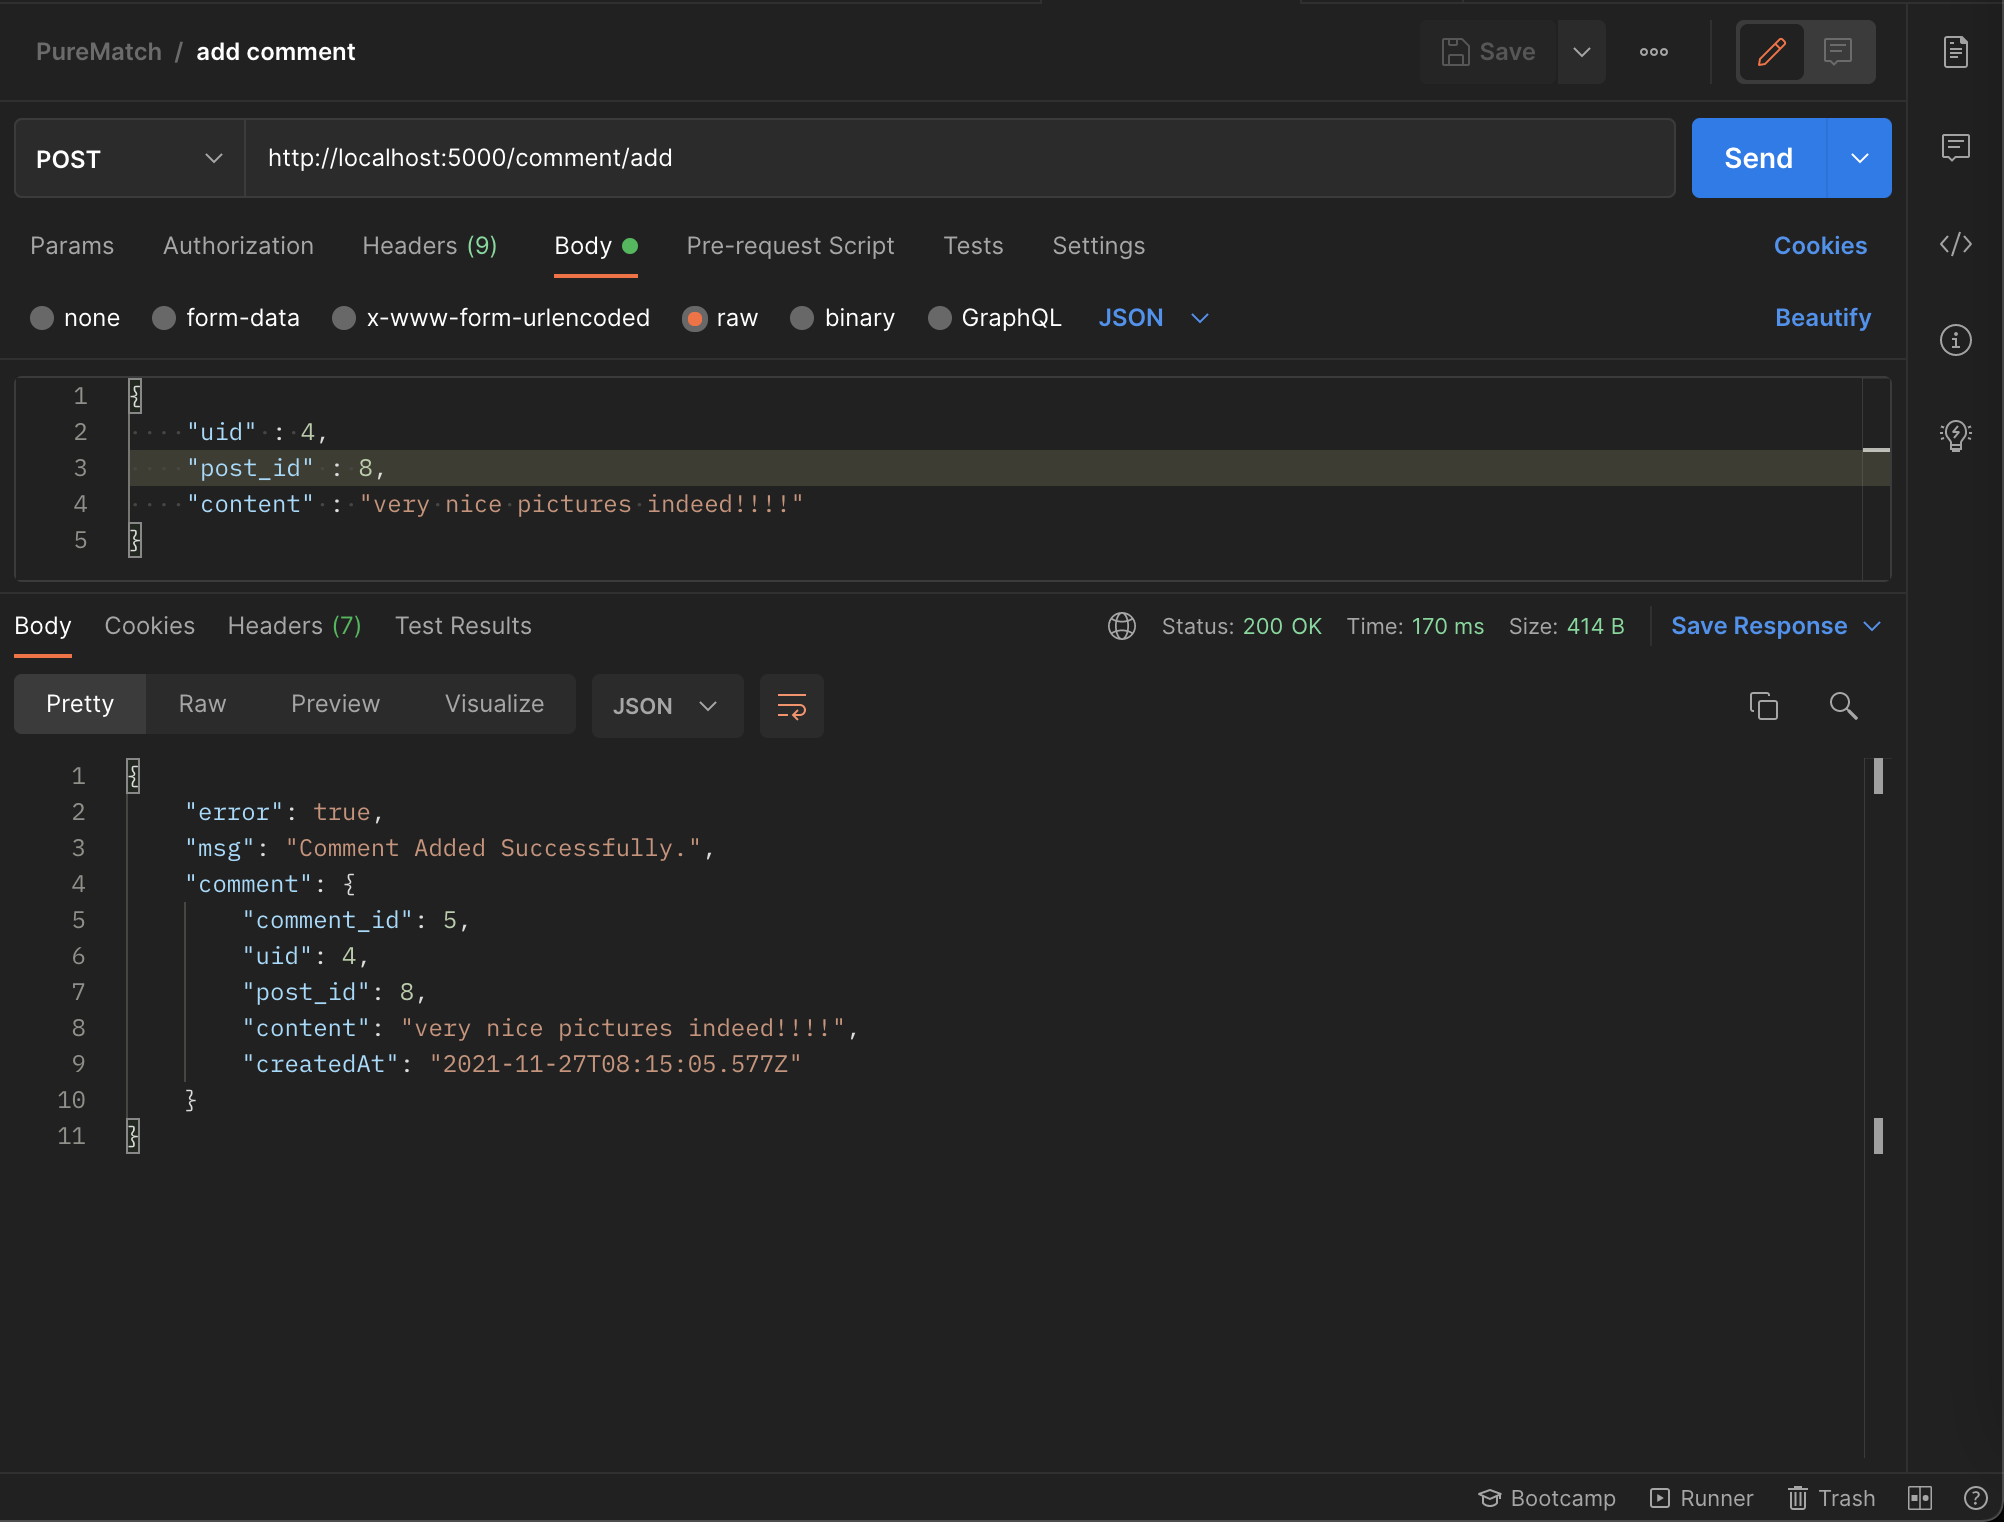 PureMatch / add comment
Save
POST http://localhost:5000/comment/add
Send
Params Authorization Headers (9) Body Pre-request Script Tests Settings Cookies
none form-data x-www-form-urlencoded raw binary GraphQL JSON Beautify
1 {
2 "uid" : 4,
3 "post_id" : 8,
4 "content" : "very nice pictures indeed!!!!"
5 }
Body Cookies Headers (7) Test Results Status: 200 OK Time: 170 ms Size: 414 B Save Response
Pretty Raw Preview Visualize JSON
1 {
2 "error": true,
3 "msg": "Comment Added Successfully.",
4 "comment": {
5 "comment_id": 5,
6 "uid": 4,
7 "post_id": 8,
8 "content": "very nice pictures indeed!!!!",
9 "createdAt": "2021-11-27T08:15:05.577Z"
10 }
11 }
Bootcamp Runner Trash